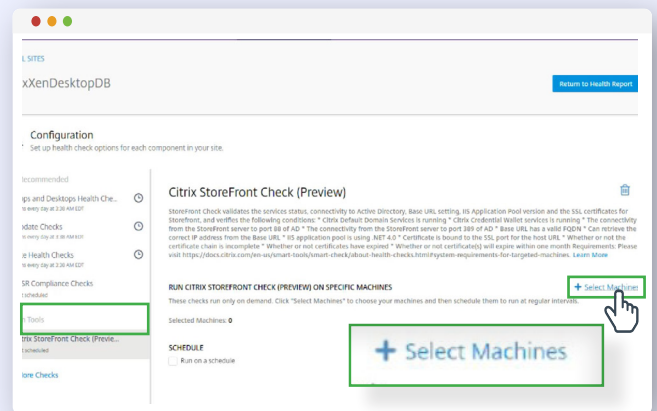 L SITES
xXenDesktopDB
Return to Health Report
Configuration
Set up health check options for each component in your site.
Recommended
ps and Desktops Health Che...
s every day at 3:38 AM EDT
pdate Checks
s every day at 3:38 AM EDT
e Health Checks
s every day at 3:38 AM EDT
SR Compliance Checks
t scheduled
n Tools
trix StoreFront Check (Previe...
t scheduled
ore Checks
Citrix StoreFront Check (Preview)
StoreFront Check validates the services status, connectivity to Active Directory, Base URL setting, IIS Application Pool version and the SSL certificates for
Storefront, and verifies the following conditions: * Citrix Default Domain Services is running * Citrix Credential Wallet services is running * The connectivity
from the StoreFront server to port 88 of AD * The connectivity from the StoreFront server to port 389 of AD * Base URL has a valid FQDN * Can retrieve the
correct IP address from the Base URL * IIS application pool is using .NET 4.0 * Certificate is bound to the SSL port for the host URL * Whether or not the
certificate chain is incomplete * Whether or not certificates have expired * Whether or not certificate(s) will expire within one month Requirements: Please
visit https://docs.citrix.com/en-us/smart-tools/smart-check/about-health-checks.html#system-requirements-for-targeted-machines. Learn More
RUN CITRIX STOREFRONT CHECK (PREVIEW) ON SPECIFIC MACHINES
+ Select Machines
These checks run only on demand. Click "Select Machines" to choose your machines and then schedule them to run at regular intervals.
Selected Machines: 0
+ Select Machines
SCHEDULE
Run on a schedule